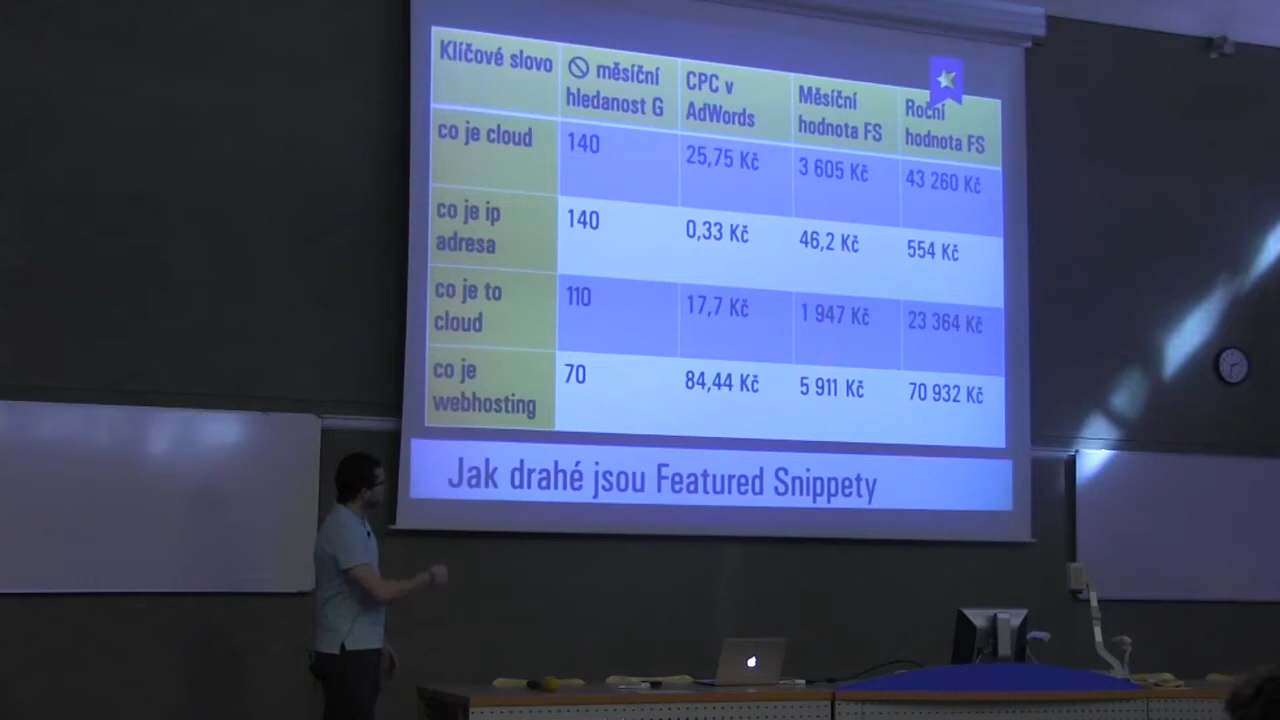 Klíčové slovo
⌀ měsíční
hledanost G
CPC v
AdWords
Měsíční
hodnota FS
Roční
hodnota FS
co je cloud
140
25,75 Kč
3 605 Kč
43 260 Kč
co je ip
adresa
140
0,33 Kč
46,2 Kč
554 Kč
co je to
cloud
110
17,7 Kč
1 947 Kč
23 364 Kč
co je
webhosting
70
84,44 Kč
5 911 Kč
70 932 Kč
Jak drahé jsou Featured Snippety